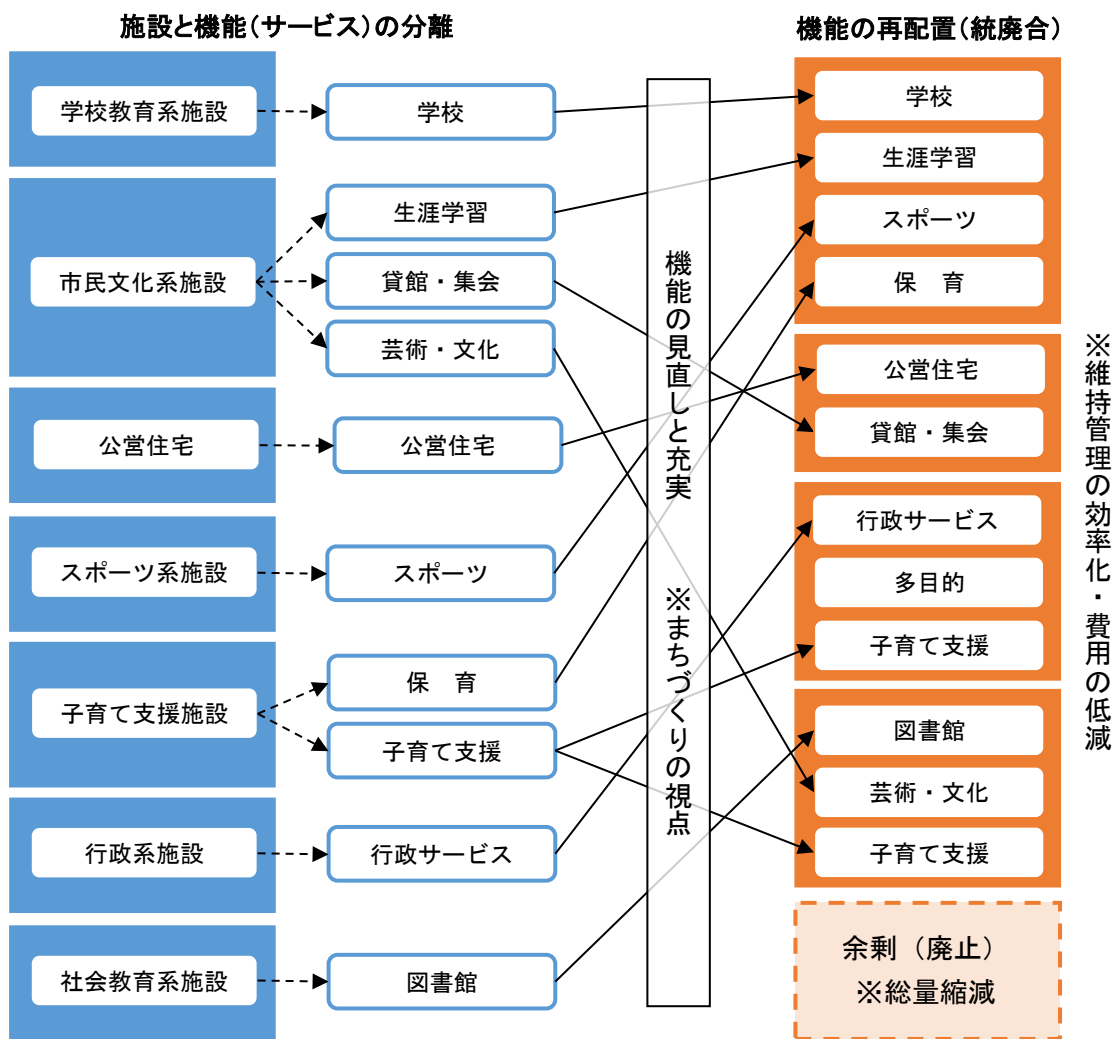 施設と機能(サービス)の分離
学校教育系施設
市民文化系施設
公営住宅
スポーツ系施設
子育て支援施設
行政系施設
社会教育系施設
学校
生涯学習
貸館・集会
芸術・文化
公営住宅
スポーツ
保　育
子育て支援
行政サービス
図書館
機能の見直しと充実　※まちづくりの視点
機能の再配置(統廃合)
学校
生涯学習
スポーツ
保　育
公営住宅
貸館・集会
行政サービス
多目的
子育て支援
図書館
芸術・文化
子育て支援
余剰（廃止）
※総量縮減
※維持管理の効率化・費用の低減